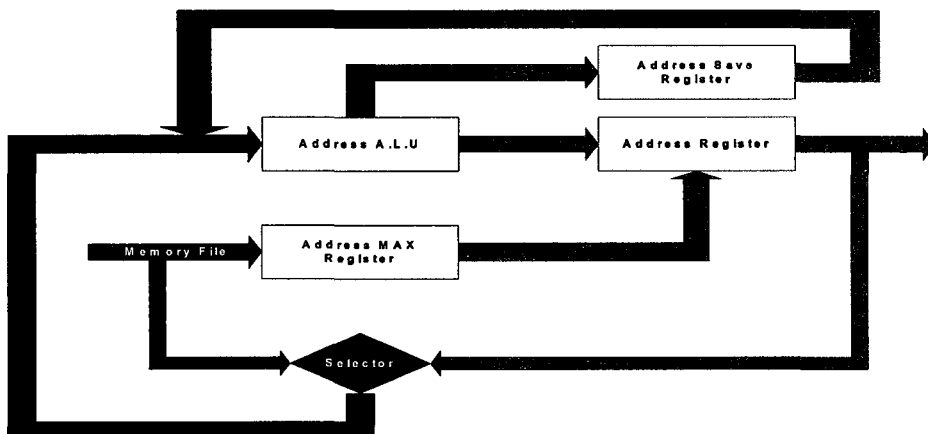 Address Save
Register
Address A.L.U
Address Register
Memory File
Address MAX
Register
Selector